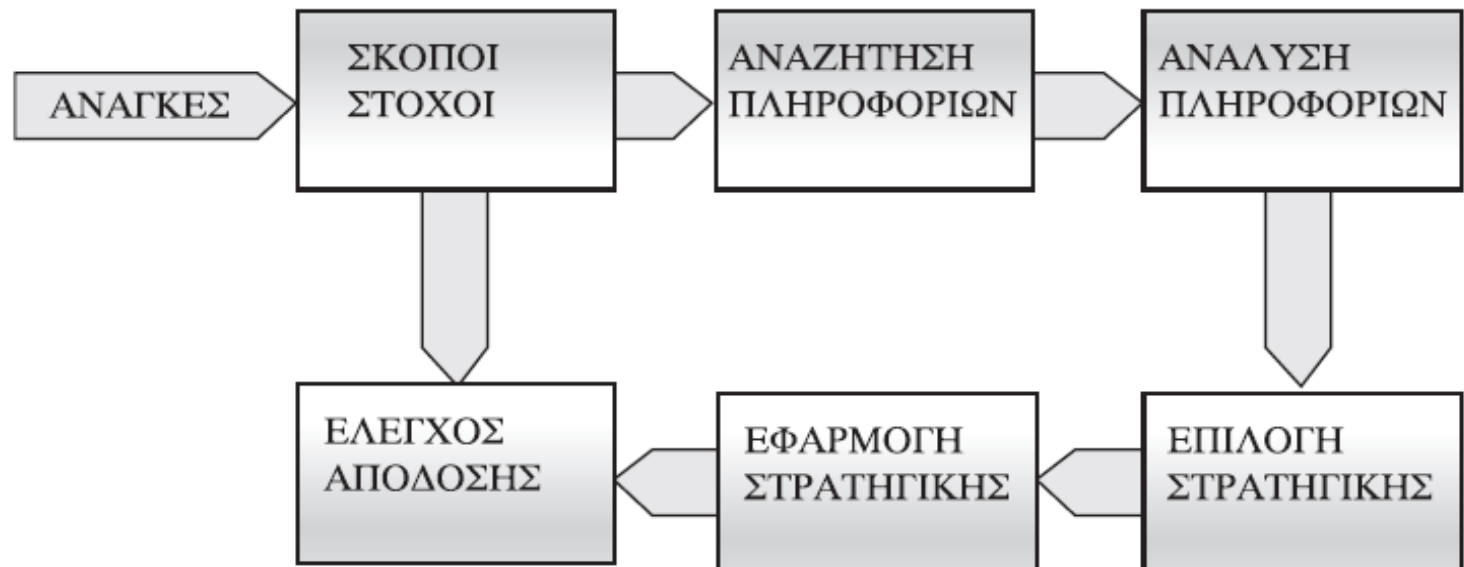 ΑΝΑΓΚΕΣ
ΣΚΟΠΟΙ
ΣΤΟΧΟΙ
ΑΝΑΖΗΤΗΣΗ
ΠΛΗΡΟΦΟΡΙΩΝ
ΑΝΑΛΥΣΗ
ΠΛΗΡΟΦΟΡΙΩΝ
ΕΛΕΓΧΟΣ
ΑΠΟΔΟΣΗΣ
ΕΦΑΡΜΟΓΗ
ΣΤΡΑΤΗΓΙΚΗΣ
ΕΠΙΛΟΓΗ
ΣΤΡΑΤΗΓΙΚΗΣ